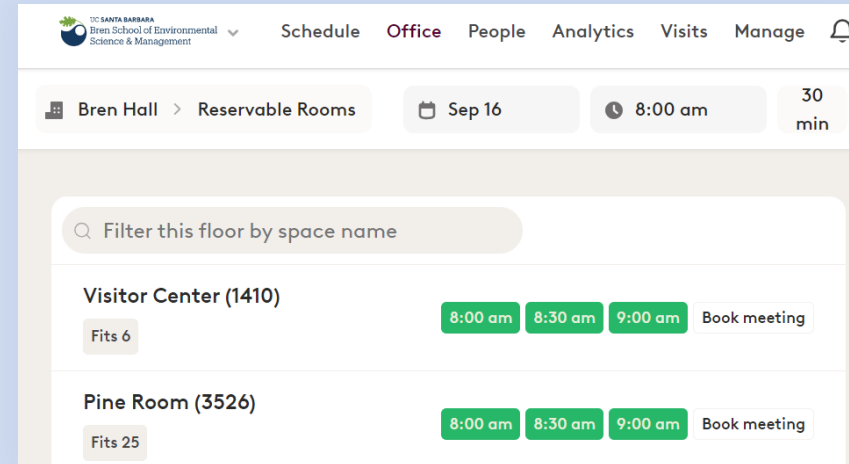 UC SANTA BARBARA
Bren School of Environmental
Science & Management
Schedule Office People Analytics Visits Manage
Bren Hall > Reservable Rooms Sep 16 8:00 am 30
min
Filter this floor by space name
Visitor Center (1410)
8:00 am 8:30 am 9:00 am Book meeting
Fits 6
Pine Room (3526)
8:00 am 8:30 am 9:00 am Book meeting
Fits 25